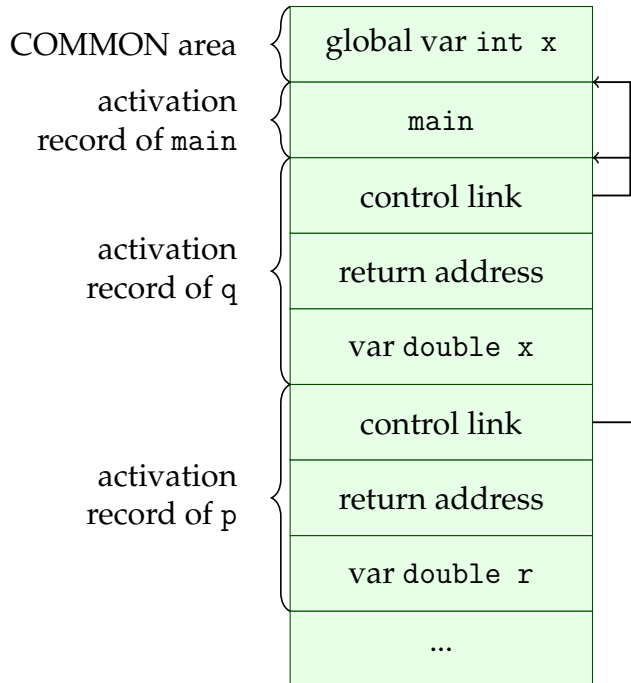 COMMON area
global var int x
activation
record of main
main
control link
activation
record of q
return address
var double x
control link
activation
record of p
return address
var double r
...